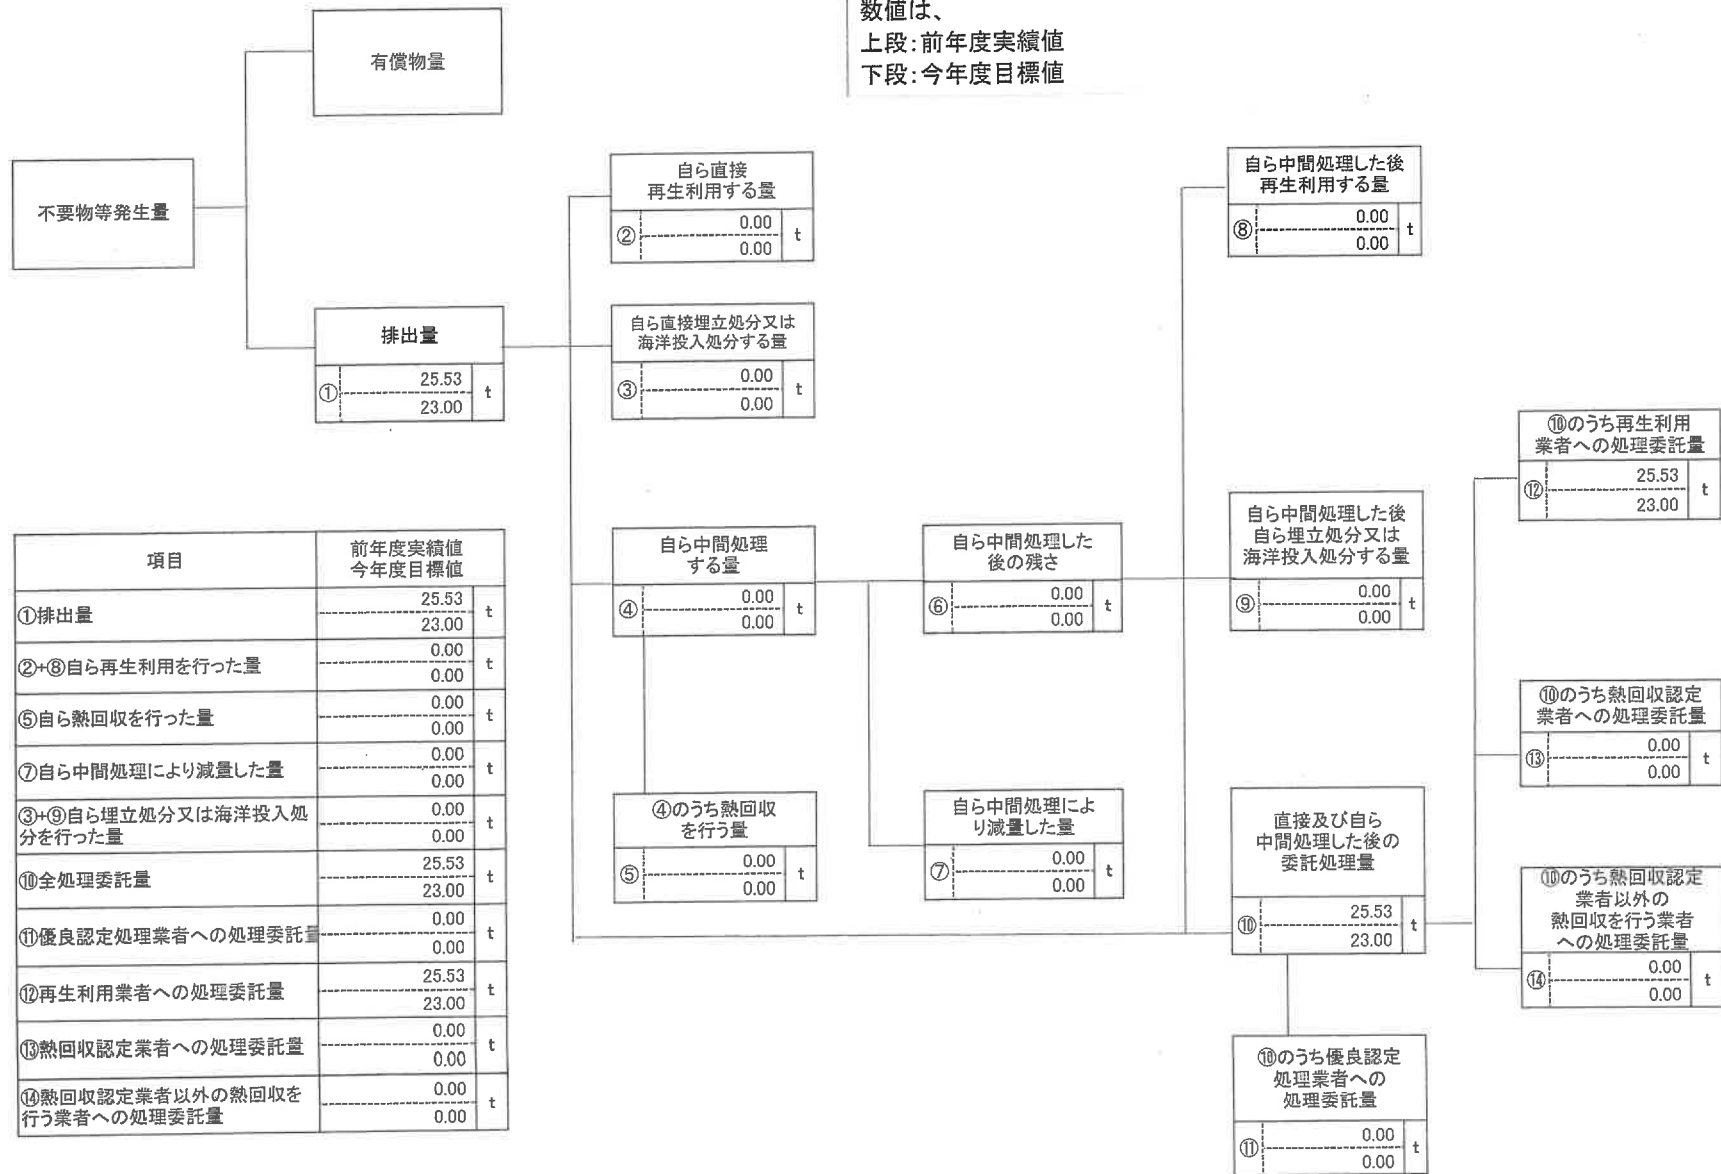 数値は、
上段:前年度実績値
下段:今年度目標値
有償物量
不要物等発生量
排出量
① 25.53 t
23.00
自ら直接
再生利用する量
② 0.00 t
0.00
自ら直接埋立処分又は
海洋投入処分する量
③ 0.00 t
0.00
自ら中間処理
する量
④ 0.00 t
0.00
④のうち熱回収
を行う量
⑤ 0.00 t
0.00
自ら中間処理した
後の残さ
⑥ 0.00 t
0.00
自ら中間処理によ
り減量した量
⑦ 0.00 t
0.00
自ら中間処理した後
再生利用する量
⑧ 0.00 t
0.00
自ら中間処理した後
自ら埋立処分又は
海洋投入処分する量
⑨ 0.00 t
0.00
直接及び自ら
中間処理した後の
委託処理量
⑩ 25.53 t
23.00
⑩のうち優良認定
処理業者への
処理委託量
⑪ 0.00 t
0.00
⑩のうち再生利用
業者への処理委託量
⑫ 25.53 t
23.00
⑩のうち熱回収認定
業者への処理委託量
⑬ 0.00 t
0.00
⑩のうち熱回収認定
業者以外の
熱回収を行う業者
への処理委託量
⑭ 0.00 t
0.00
項目 前年度実績値
今年度目標値
①排出量 25.53 t
23.00
②+⑧自ら再生利用を行った量 0.00 t
0.00
⑤自ら熱回収を行った量 0.00 t
0.00
⑦自ら中間処理により減量した量 0.00 t
0.00
③+⑨自ら埋立処分又は海洋投入処 0.00 t
分を行った量 0.00
⑩全処理委託量 25.53 t
23.00
⑪優良認定処理業者への処理委託量 0.00 t
0.00
⑫再生利用業者への処理委託量 25.53 t
23.00
⑬熱回収認定業者への処理委託量 0.00 t
0.00
⑭熱回収認定業者以外の熱回収を 0.00 t
行う業者への処理委託量 0.00